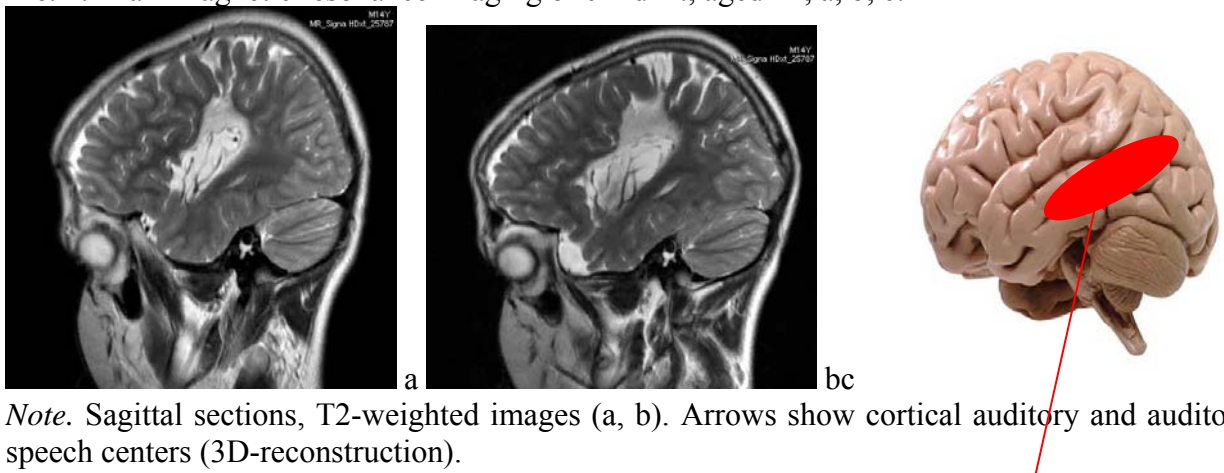 M14Y
MR_Signa HDxt_25787
M14Y
MR_Signa HDxt_25787
a
bc
Note. Sagittal sections, T2-weighted images (a, b). Arrows show cortical auditory and audito
speech centers (3D-reconstruction).